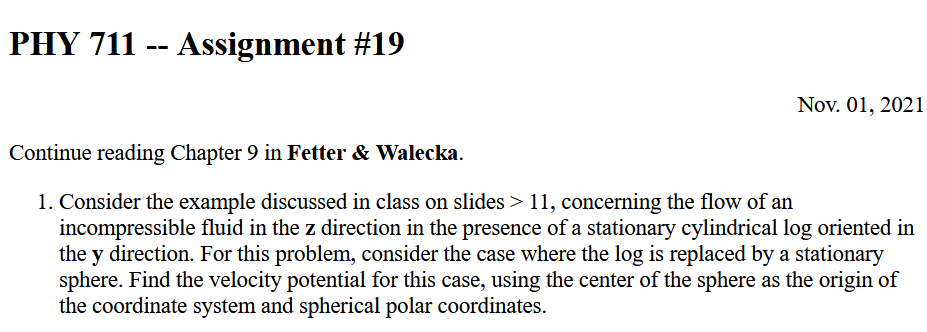 PHY 711 -- Assignment #19
Nov. 01, 2021
Continue reading Chapter 9 in Fetter & Walecka.
1. Consider the example discussed in class on slides > 11, concerning the flow of an
incompressible fluid in the z direction in the presence of a stationary cylindrical log oriented in
the y direction. For this problem, consider the case where the log is replaced by a stationary
sphere. Find the velocity potential for this case, using the center of the sphere as the origin of
the coordinate system and spherical polar coordinates.